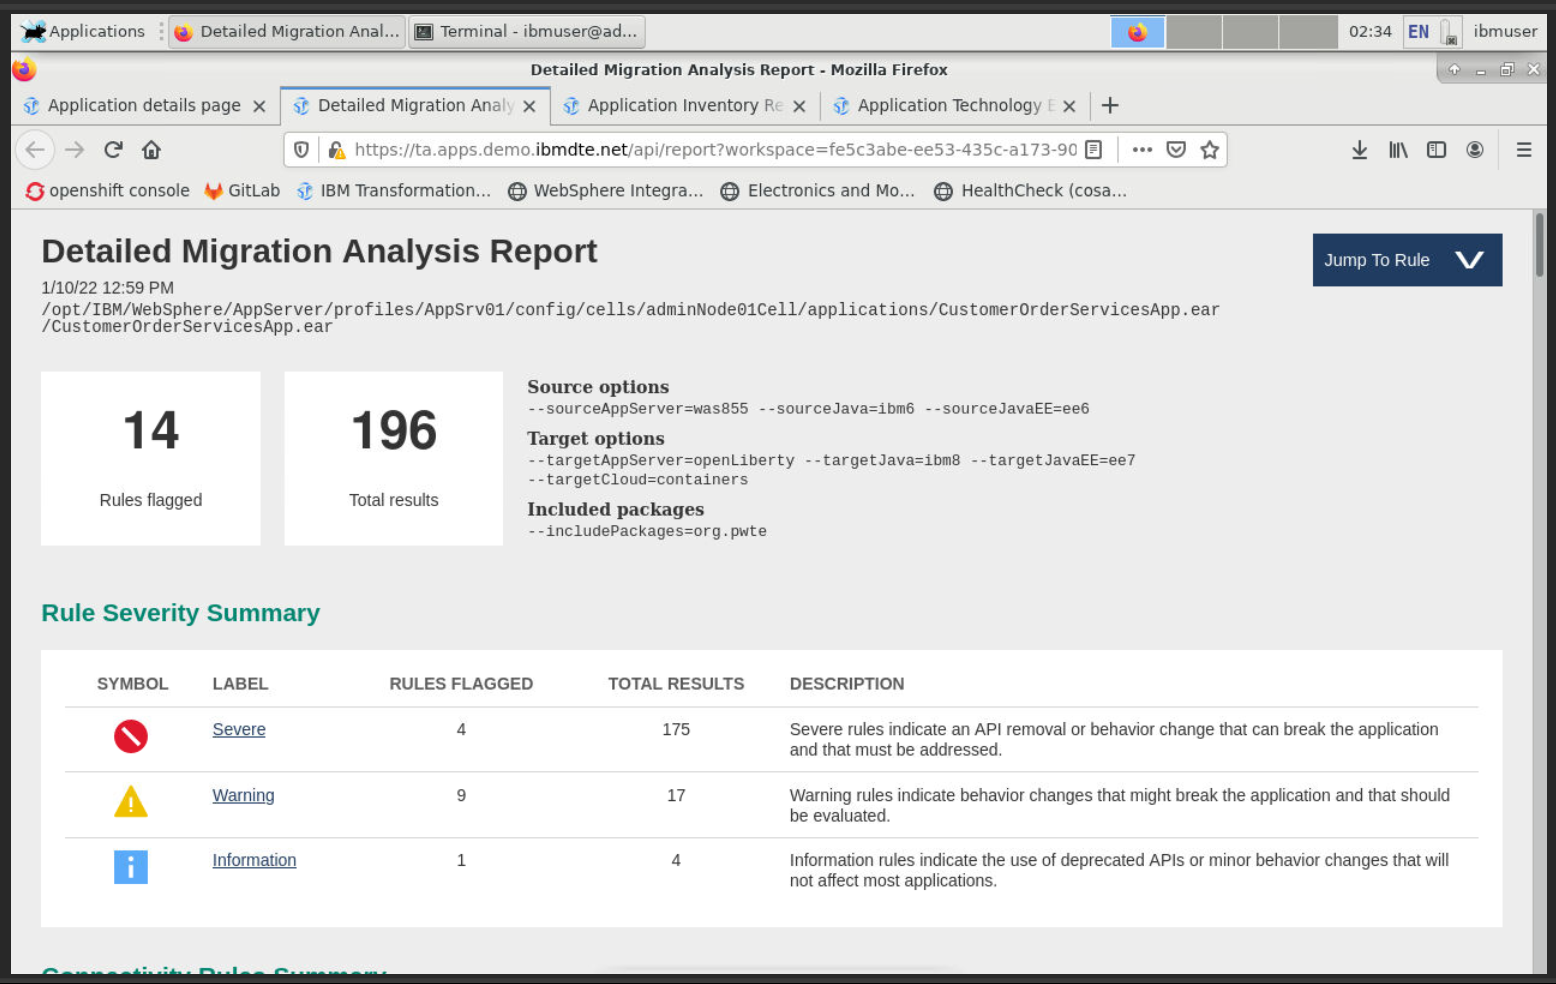 Applications
Detailed Migration Anal...
Terminal - ibmuser@ad...
02:34
EN
ibmuser
Detailed Migration Analysis Report - Mozilla Firefox
Application details page
Detailed Migration Analy
Application Inventory Re
Application Technology E
https://ta.apps.demo.ibmdte.net/api/report?workspace=fe5c3abe-ee53-435c-a173-90
openshift console
GitLab
IBM Transformation...
WebSphere Integra...
Electronics and Mo...
HealthCheck (cosa...
Detailed Migration Analysis Report
Jump To Rule
1/10/22 12:59 PM
/opt/IBM/WebSphere/AppServer/profiles/AppSrv01/config/cells/adminNode01Cell/applications/CustomerOrderServicesApp.ear
/CustomerOrderServicesApp.ear
14
Rules flagged
196
Total results
Source options
--sourceAppServer=was855 --sourceJava=ibm6 --sourceJavaEE=ee6
Target options
--targetAppServer=openLiberty --targetJava=ibm8 --targetJavaEE=ee7
--targetCloud=containers
Included packages
--includePackages=org.pwte
Rule Severity Summary
SYMBOL LABEL RULES FLAGGED TOTAL RESULTS DESCRIPTION
Severe 4 175 Severe rules indicate an API removal or behavior change that can break the application
and that must be addressed.
Warning 9 17 Warning rules indicate behavior changes that might break the application and that should
be evaluated.
Information 1 4 Information rules indicate the use of deprecated APIs or minor behavior changes that will
not affect most applications.
Connectivity Rules Summary